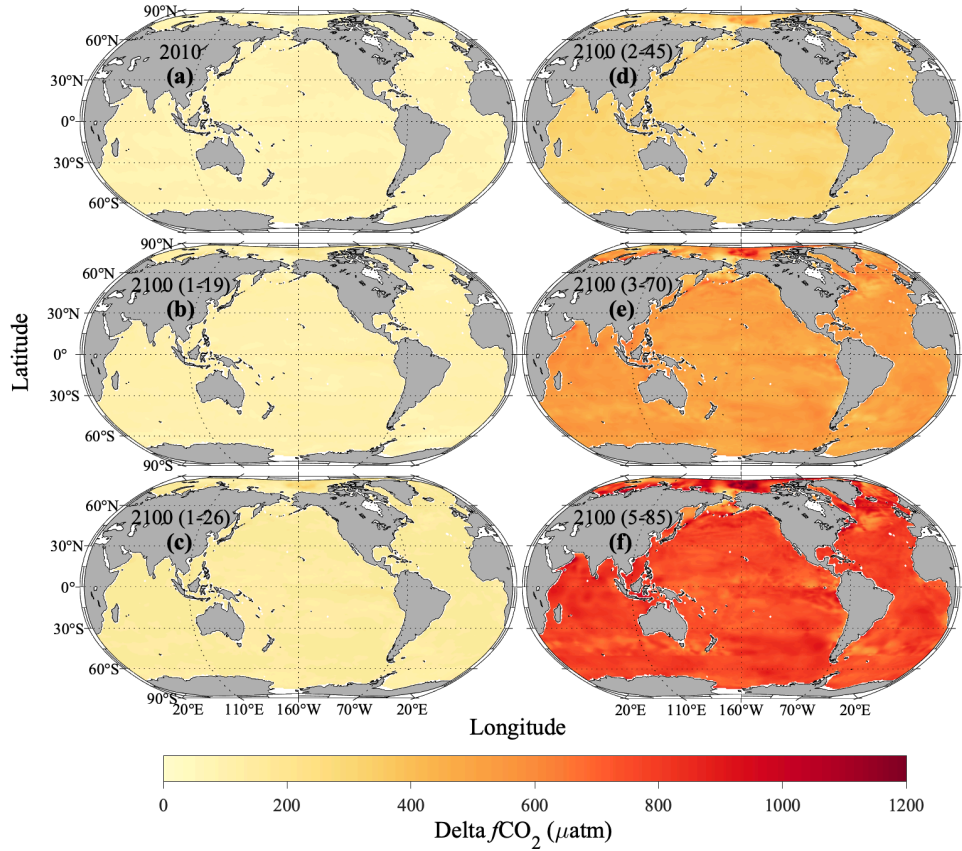 90°N
60°N
30°N
0°
30°S
60°S
2010
(a)
2100 (2-45)
(d)
90°N
60°N
30°N
0°
30°S
60°S
90°S
2100 (1-19)
(b)
2100 (3-70)
(e)
60°N
30°N
0°
30°S
60°S
90°S
2100 (1-26)
(c)
2100 (5-85)
(f)
Latitude
20°E 110°E 160°W 70°W 20°E
20°E 110°E 160°W 70°W 20°E
Longitude
0 200 400 600 800 1000 1200
Delta fCO₂ (μatm)